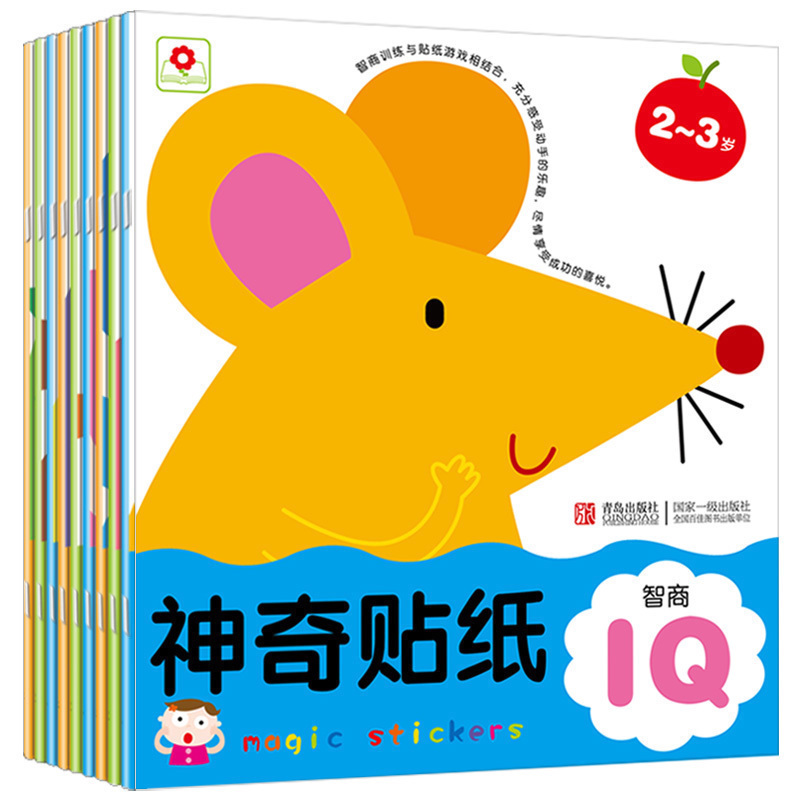 智商训练与贴纸游戏相结合，充分感受动手的乐趣，尽情享受成功的喜悦。
2~3岁
青岛出版社
QINGDAO
PUBLISHING HOUSE
国家一级出版社
全国百佳图书出版单位
智商
IQ
神奇贴纸
magic stickers